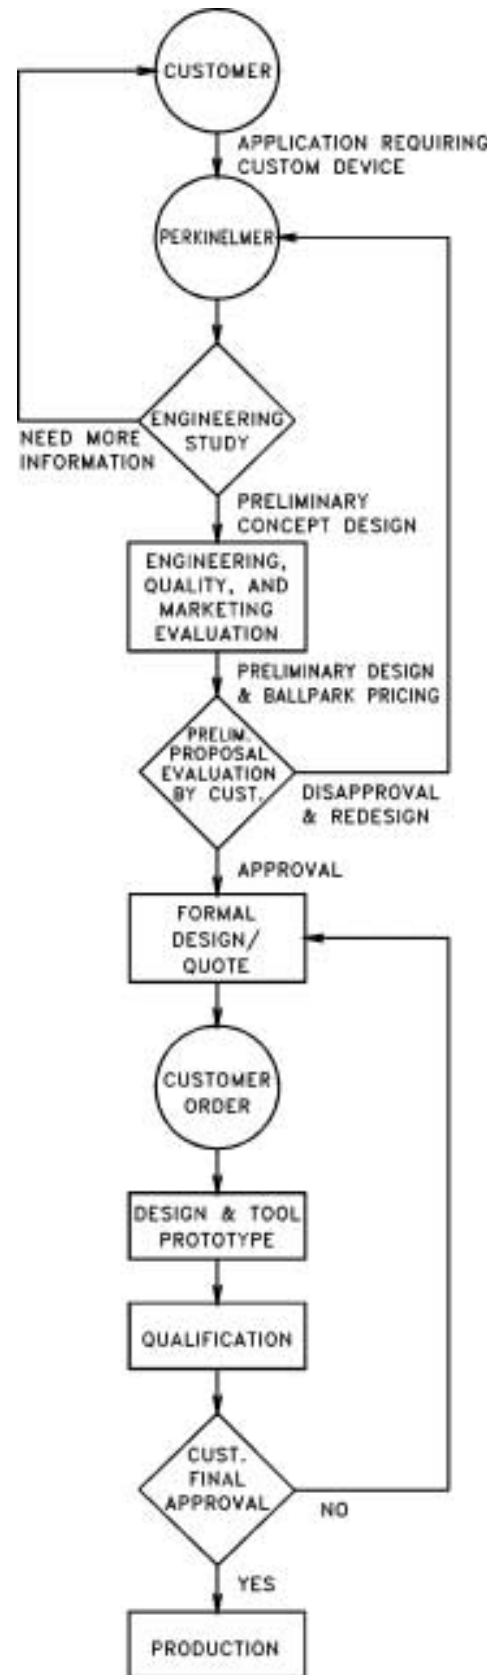 CUSTOMER
APPLICATION REQUIRING
CUSTOM DEVICE
PERKINELMER
ENGINEERING
STUDY
NEED MORE
INFORMATION
PRELIMINARY
CONCEPT DESIGN
ENGINEERING,
QUALITY, AND
MARKETING
EVALUATION
PRELIMINARY DESIGN
& BALLPARK PRICING
PRELIM.
PROPOSAL
EVALUATION
BY CUST.
DISAPPROVAL
& REDESIGN
APPROVAL
FORMAL
DESIGN/
QUOTE
CUSTOMER
ORDER
DESIGN & TOOL
PROTOTYPE
QUALIFICATION
CUST.
FINAL
APPROVAL
NO
YES
PRODUCTION